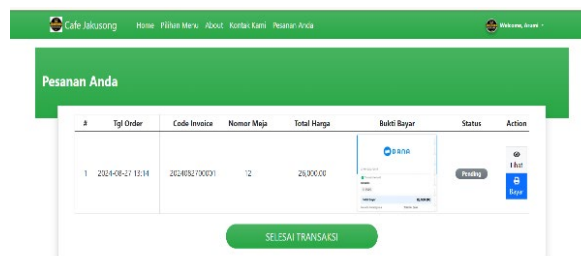 Cafe Jakusong Home Pilihan Menu About Kontak Kami Pesanan Anda Welcome, Arumi
Pesanan Anda
# Tgl Order Code Invoice Nomor Meja Total Harga Bukti Bayar Status Action
DANA
1 2024-08-27 13:14 2024082700001 12 26,000.00 Pending Lihat
Bayar
SELESAI TRANSAKSI